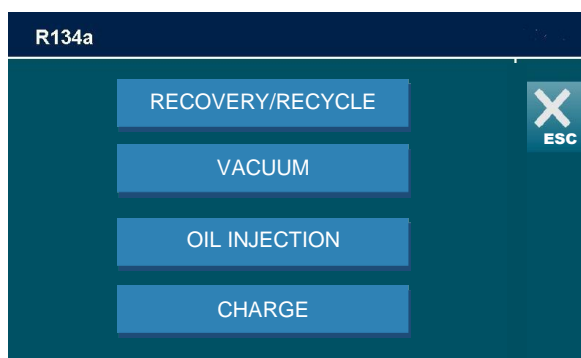 R134a
RECOVERY/RECYCLE
ESC
VACUUM
OIL INJECTION
CHARGE